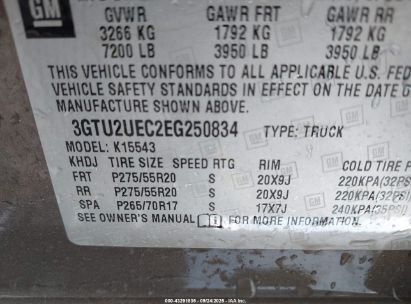 GM
GVWR GAWR FRT GAWR RR
3266 KG 1792 KG 1792 KG
7200 LB 3950 LB 3950 LB
THIS VEHICLE CONFORMS TO ALL APPLICABLE U.S. FED
VEHICLE SAFETY STANDARDS IN EFFECT ON THE DATE O
MANUFACTURE SHOWN ABOVE.
3GTU2UEC2EG250834 TYPE: TRUCK
MODEL: K15543
KHDJ TIRE SIZE SPEED RTG RIM COLD TIRE P
FRT P275/55R20 S 20X9J 220KPA(32PS
RR P275/55R20 S 20X9J 220KPA(32PSI
SPA P265/70R17 S 17X7J 240KPA(35PSI)
SEE OWNER'S MANUAL FOR MORE INFORMATION.